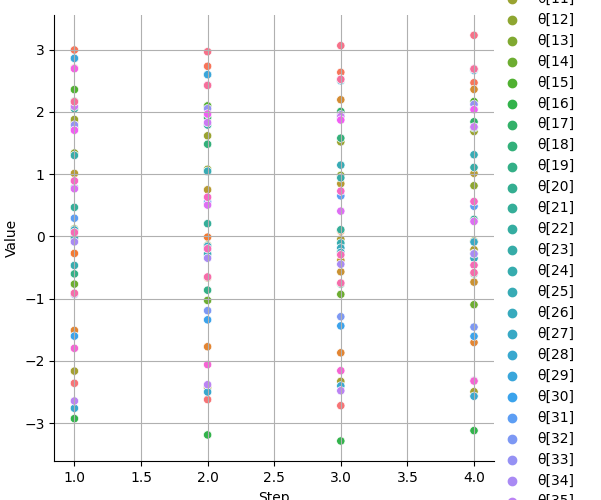 θ[11]
θ[12]
θ[13]
θ[14]
θ[15]
θ[16]
θ[17]
θ[18]
θ[19]
θ[20]
θ[21]
θ[22]
θ[23]
θ[24]
θ[25]
θ[26]
θ[27]
θ[28]
θ[29]
θ[30]
θ[31]
θ[32]
θ[33]
θ[34]
θ[35]
3
2
1
0
−1
−2
−3
Value
1.0 1.5 2.0 2.5 3.0 3.5 4.0
Step